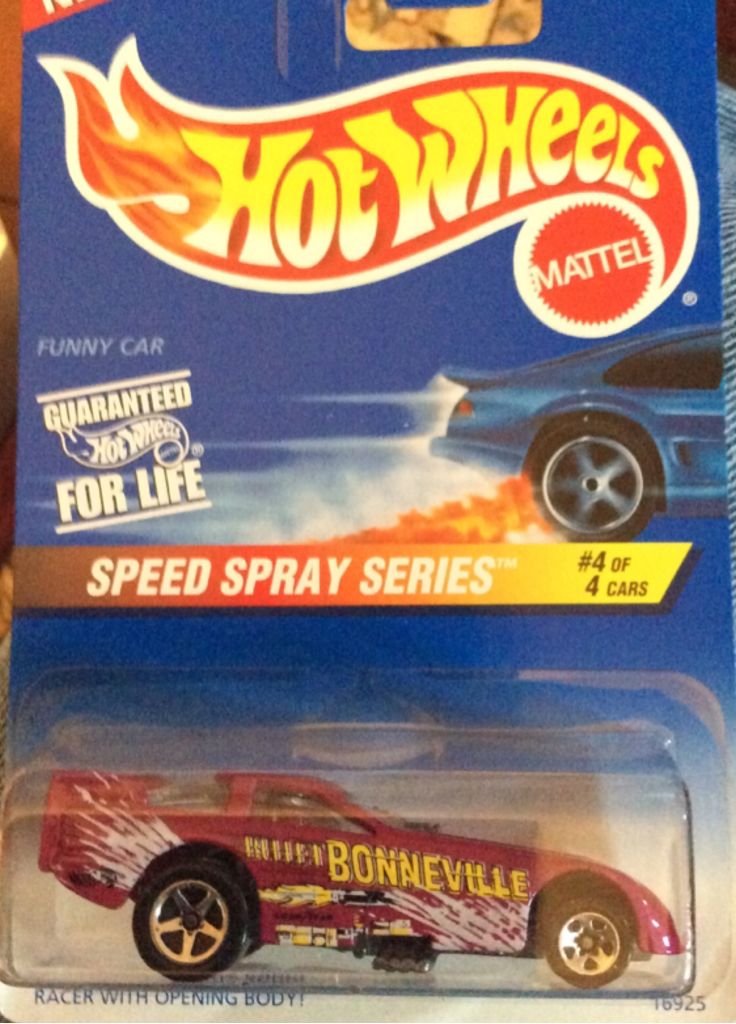 HOT WHEELS
MATTEL
®
FUNNY CAR
GUARANTEED
HOT WHEELS ®
FOR LIFE
SPEED SPRAY SERIES™
#4 OF
4 CARS
BONNEVILLE
RACER WITH OPENING BODY!
16925